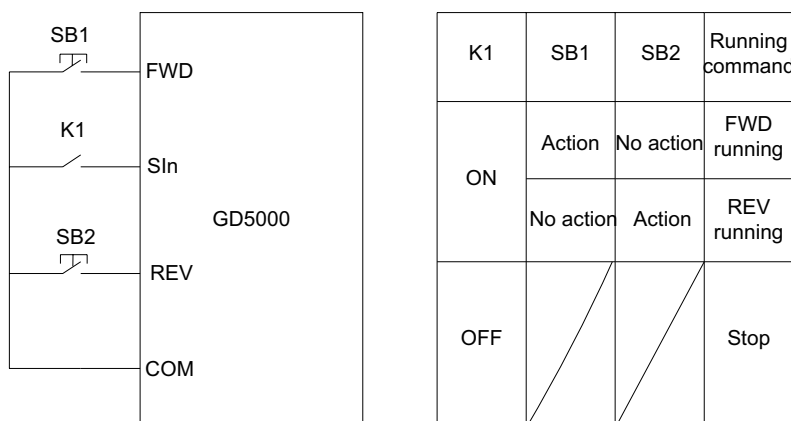 SB1
FWD
K1
SIn
GD5000
SB2
REV
COM
K1
SB1
SB2
Running
command
ON
Action
No action
FWD
running
No action
Action
REV
running
OFF
Stop